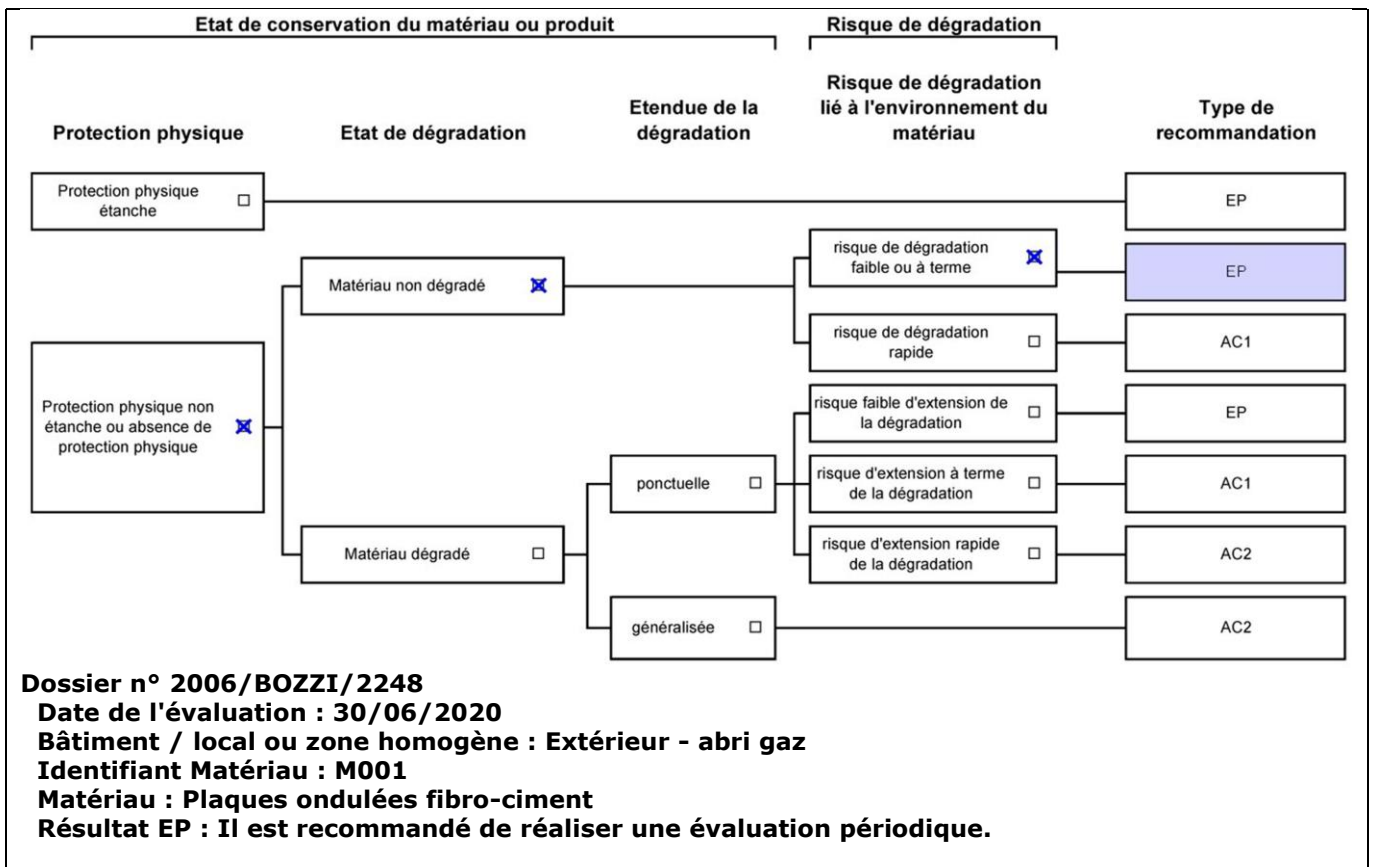 Etat de conservation du matériau ou produit
Risque de dégradation
Protection physique
Etat de dégradation
Etendue de la
dégradation
Risque de dégradation
lié à l'environnement du
matériau
Type de
recommandation
Protection physique
étanche
EP
risque de dégradation
faible ou à terme
EP
Matériau non dégradé
risque de dégradation
rapide
AC1
Protection physique non
étanche ou absence de
protection physique
risque faible d'extension de
la dégradation
EP
ponctuelle
risque d'extension à terme
de la dégradation
AC1
Matériau dégradé
risque d'extension rapide
de la dégradation
AC2
généralisée
AC2
Dossier n° 2006/BOZZI/2248
Date de l'évaluation : 30/06/2020
Bâtiment / local ou zone homogène : Extérieur - abri gaz
Identifiant Matériau : M001
Matériau : Plaques ondulées fibro-ciment
Résultat EP : Il est recommandé de réaliser une évaluation périodique.